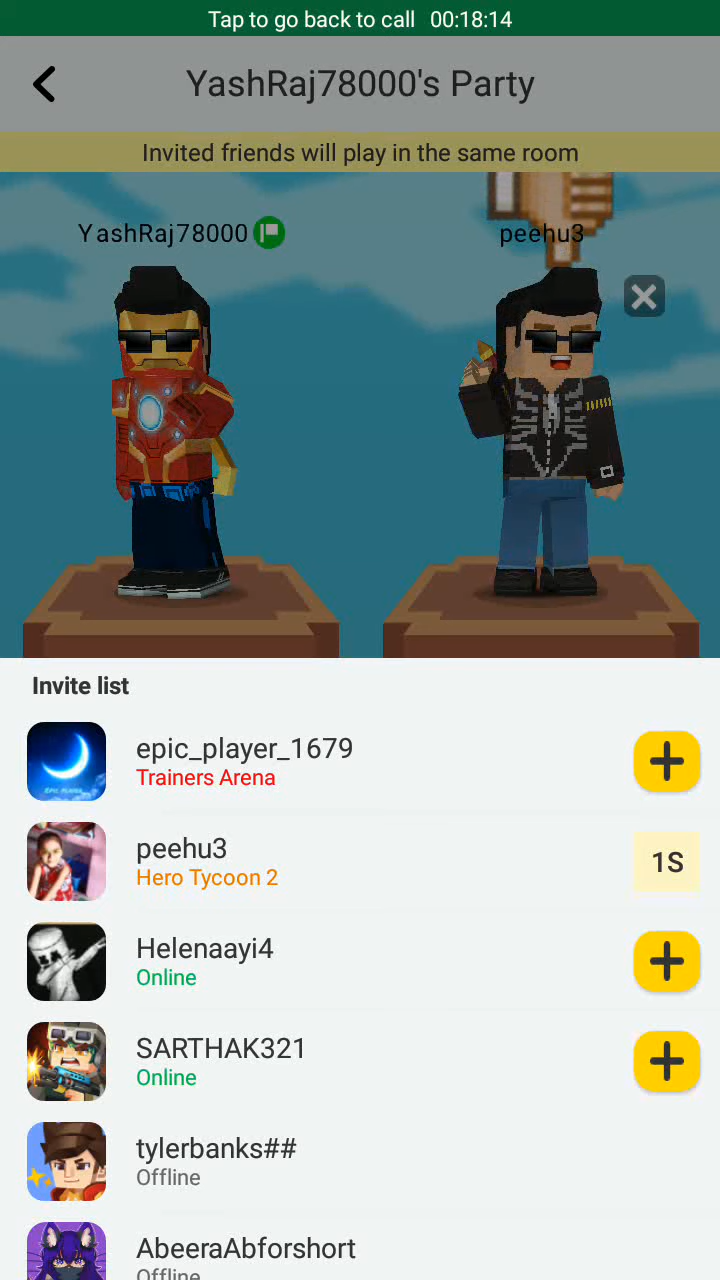 Tap to go back to call 00:18:14
YashRaj78000's Party
Invited friends will play in the same room
YashRaj78000
peehu3
Invite list
epic_player_1679
Trainers Arena
peehu3
Hero Tycoon 2
1S
Helenaayi4
Online
SARTHAK321
Online
tylerbanks##
Offline
AbeeraAbforshort
Offline